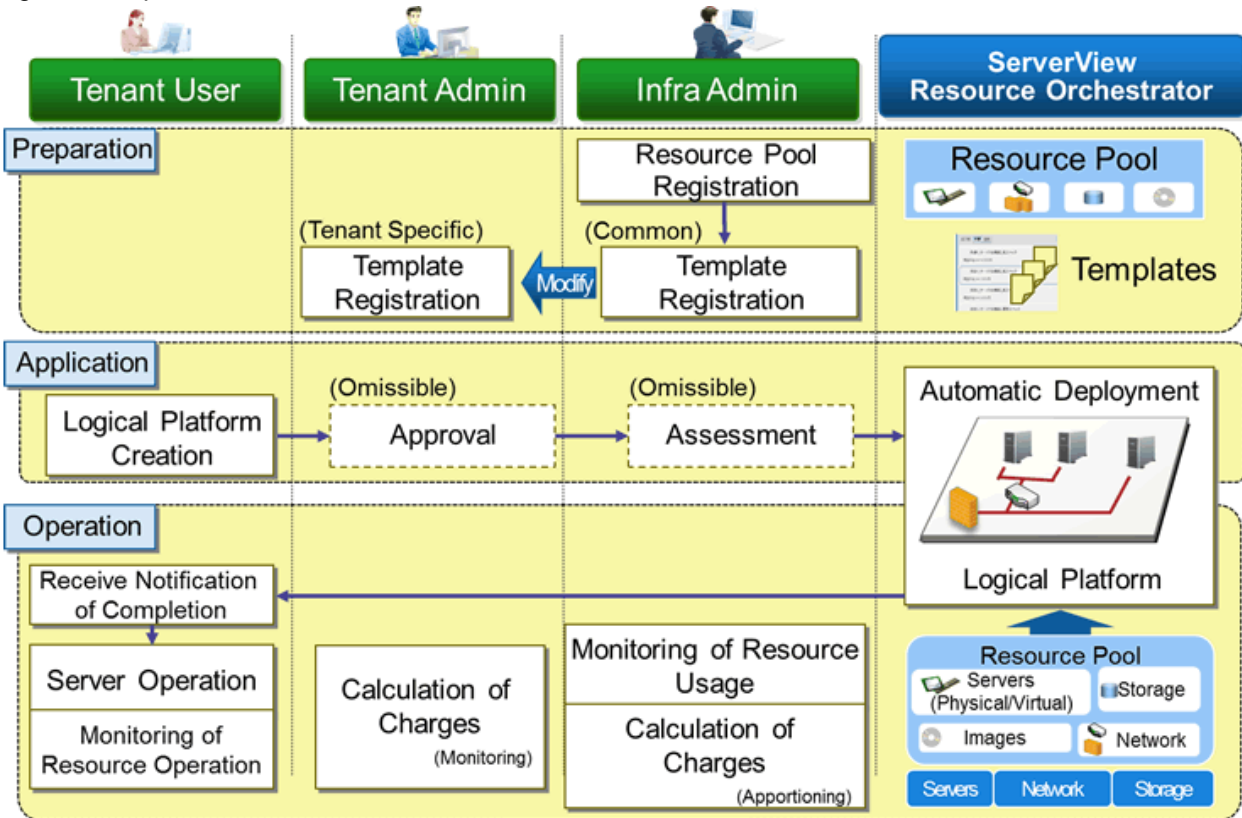 Tenant User
Tenant Admin
Infra Admin
ServerView
Resource Orchestrator
Preparation
Resource Pool
Registration
Resource Pool
(Tenant Specific)
(Common)
Template
Registration
Modify
Template
Registration
Templates
Application
Logical Platform
Creation
(Omissible)
Approval
(Omissible)
Assessment
Automatic Deployment
Logical Platform
Operation
Receive Notification
of Completion
Server Operation
Monitoring of
Resource Operation
Calculation of
Charges
(Monitoring)
Monitoring of Resource
Usage
Calculation of
Charges
(Apportioning)
Resource Pool
Servers
(Physical/Virtual)
Storage
Images
Network
Servers
Network
Storage